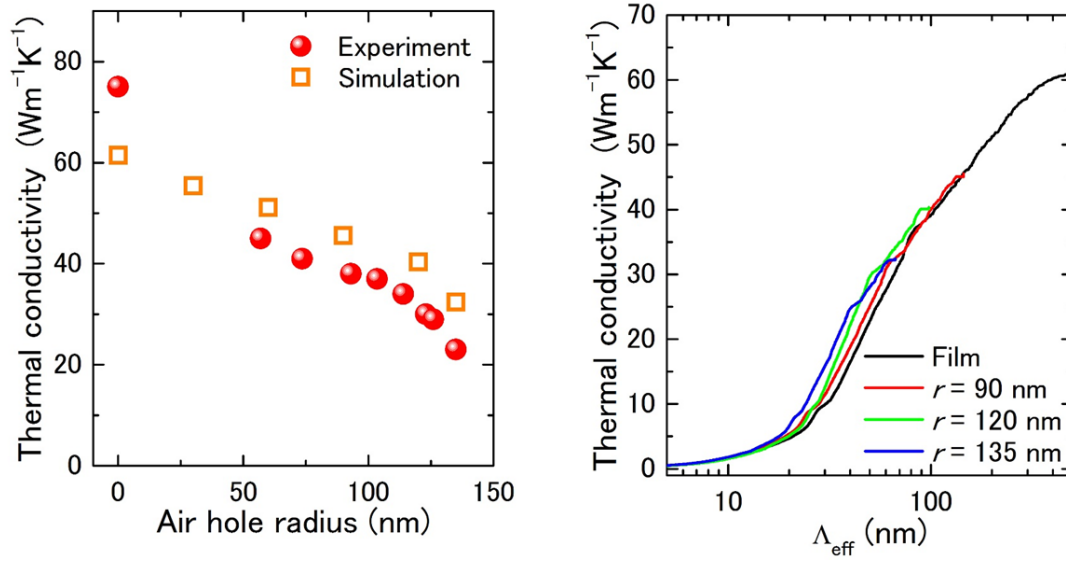 Thermal conductivity (Wm⁻¹K⁻¹)
80
60
40
20
0
Experiment
Simulation
0
50
100
150
Air hole radius (nm)
Thermal conductivity (Wm⁻¹K⁻¹)
70
60
50
40
30
20
10
0
Film
r = 90 nm
r = 120 nm
r = 135 nm
10
100
Λeff (nm)